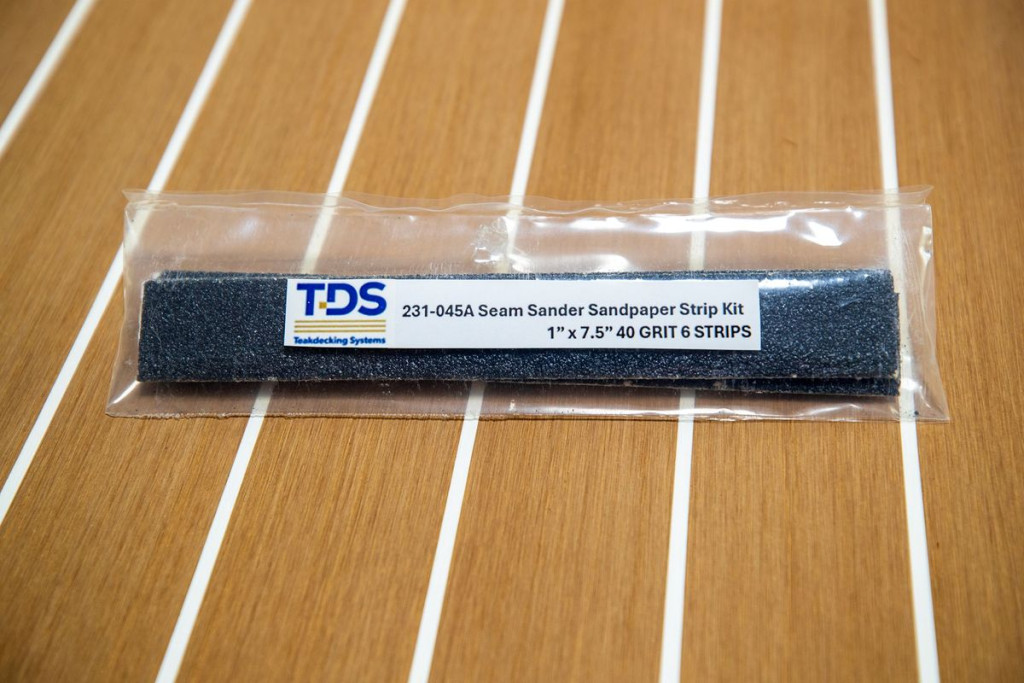 TDS
Teakdecking Systems
231-045A Seam Sander Sandpaper Strip Kit
1” x 7.5” 40 GRIT 6 STRIPS